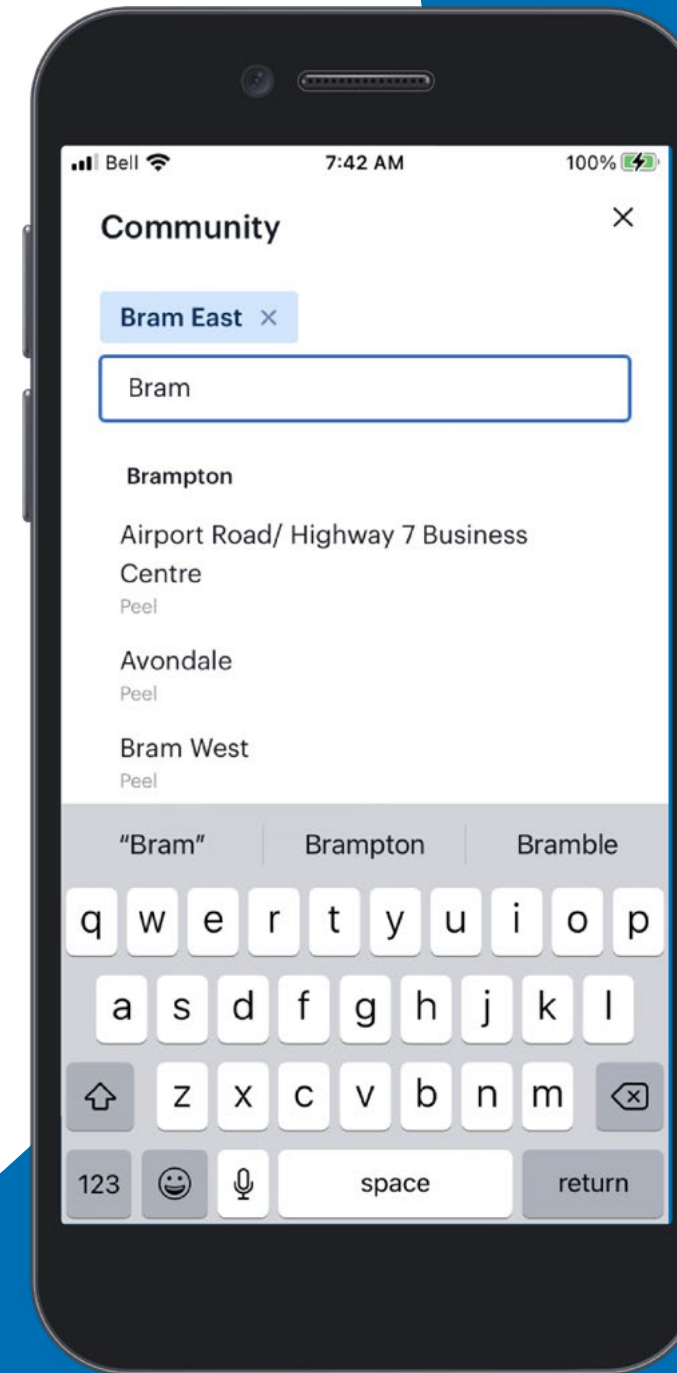 Bell 7:42 AM 100%
Community
Bram East ×
Bram
Brampton
Airport Road/ Highway 7 Business
Centre
Peel
Avondale
Peel
Bram West
Peel
“Bram” Brampton Bramble
q w e r t y u i o p
a s d f g h j k l
z x c v b n m
123 space return